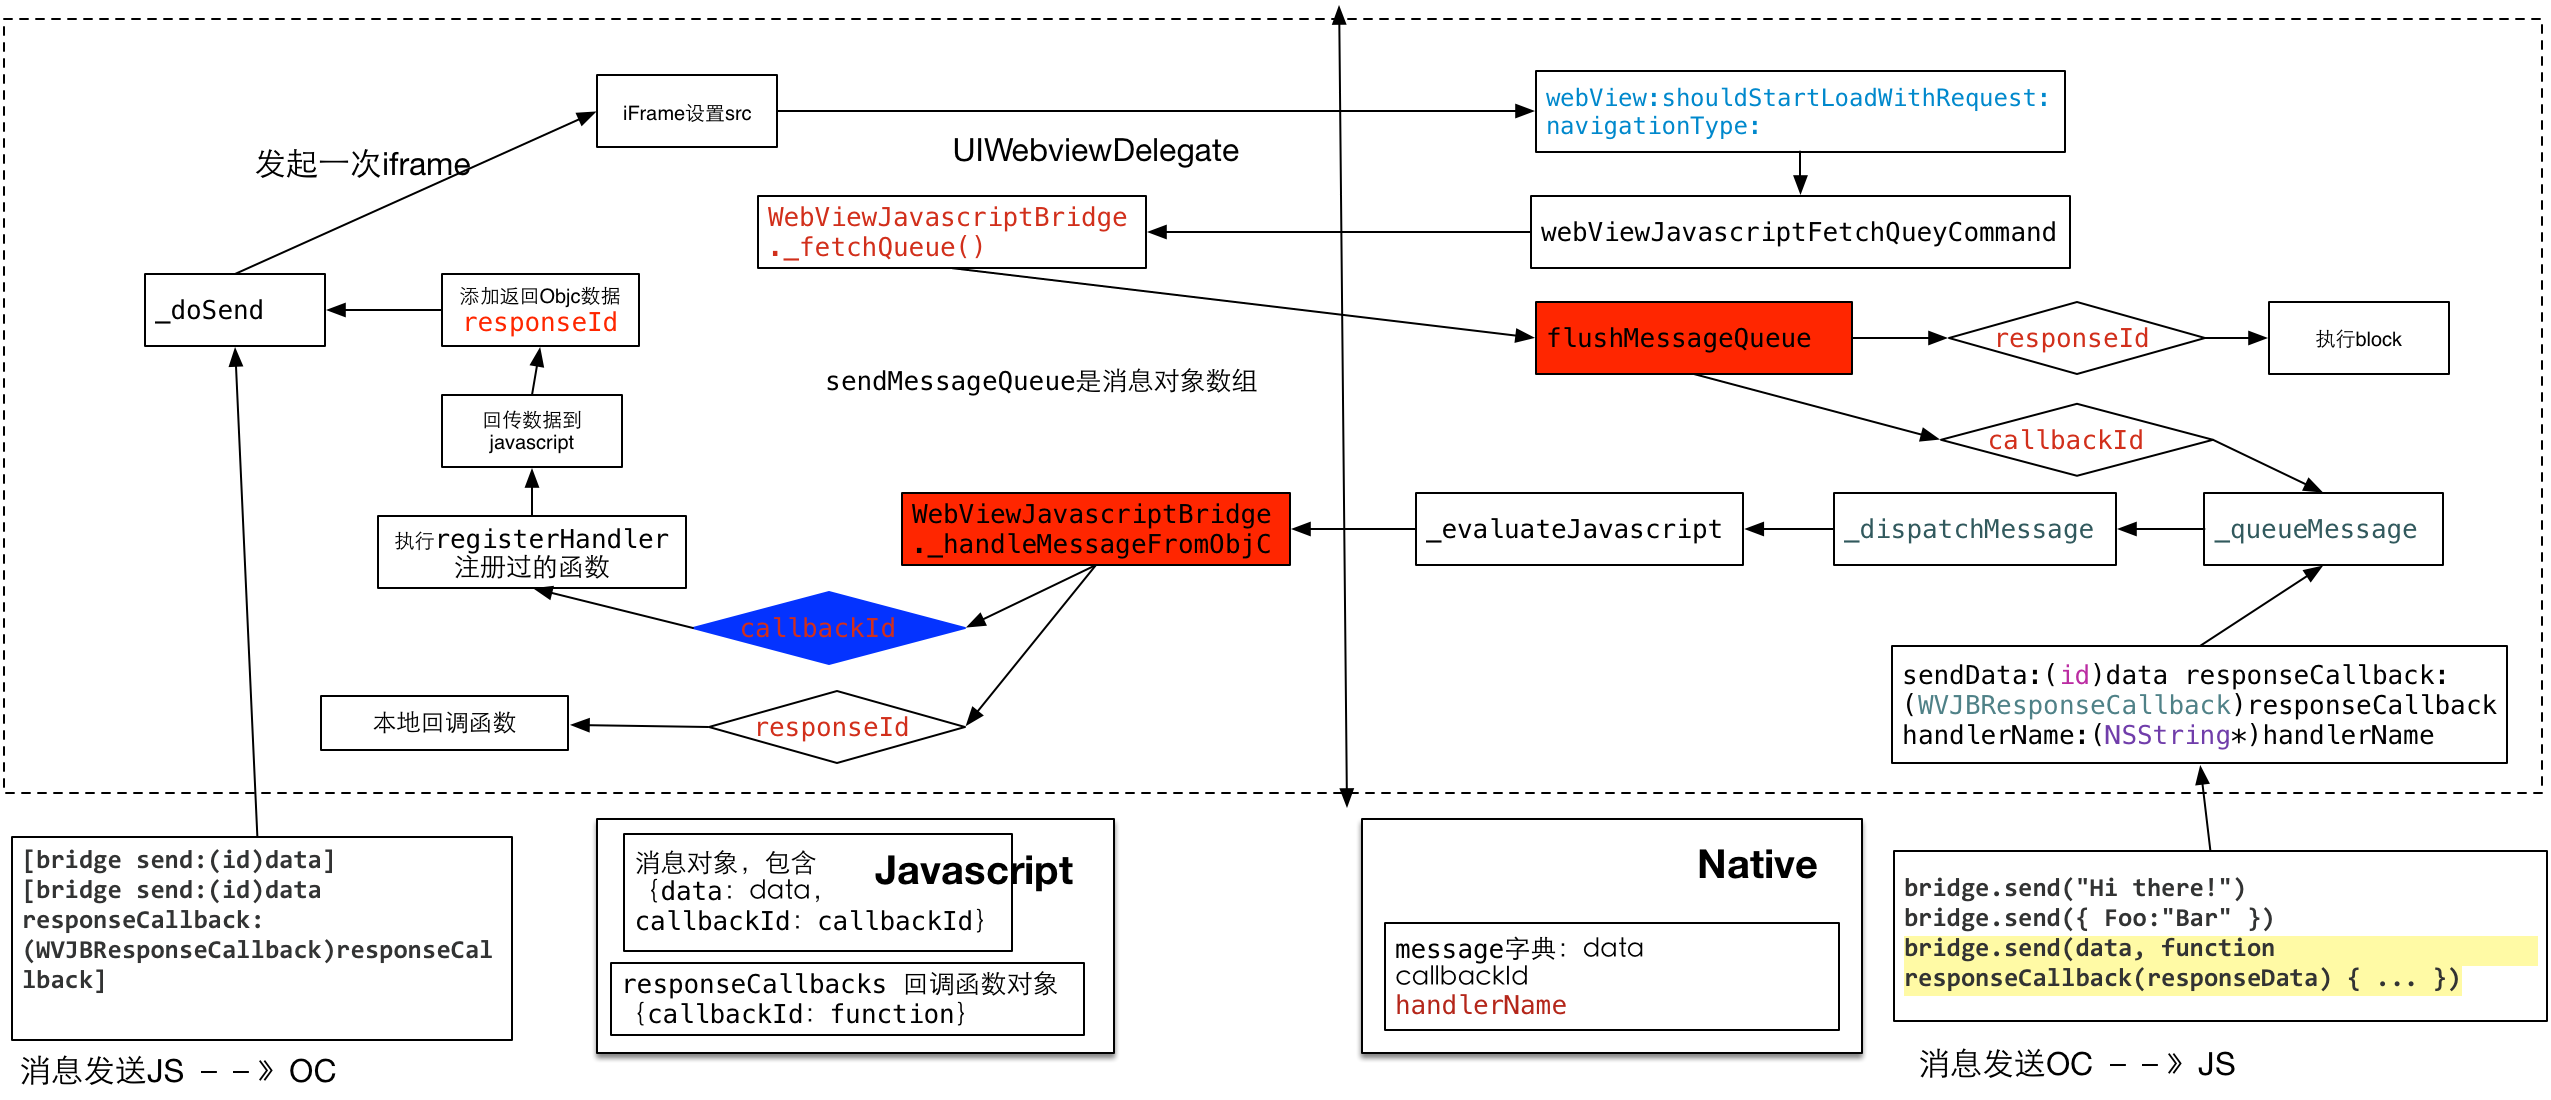 iFrame设置src
webView:shouldStartLoadWithRequest:
navigationType:
发起一次iframe
UIWebviewDelegate
WebViewJavascriptBridge
._fetchQueue()
webViewJavascriptFetchQueyCommand
_doSend
添加返回Objc数据
responseId
flushMessageQueue
responseId
执行block
sendMessageQueue是消息对象数组
回传数据到
javascript
callbackId
执行registerHandler
注册过的函数
WebViewJavascriptBridge
._handleMessageFromObjC
_evaluateJavascript
_dispatchMessage
_queueMessage
callbackId
本地回调函数
responseId
sendData:(id)data responseCallback:
(WVJBResponseCallback)responseCallback
handlerName:(NSString*)handlerName
[bridge send:(id)data]
[bridge send:(id)data
responseCallback:
(WVJBResponseCallback)responseCal
lback]
消息发送JS －－》OC
Javascript
消息对象，包含
｛data：data，
callbackId：callbackId｝
responseCallbacks 回调函数对象
｛callbackId：function｝
Native
message字典：data
callbackId
handlerName
bridge.send("Hi there!")
bridge.send({ Foo:"Bar" })
bridge.send(data, function
responseCallback(responseData) { ... })
消息发送OC －－》JS